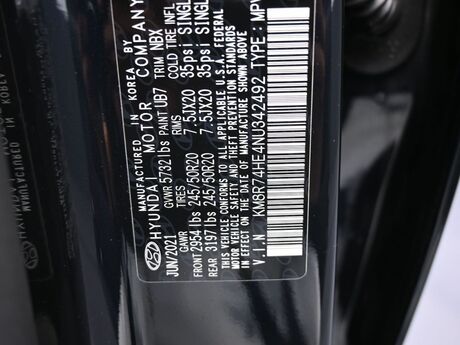 MANUFACTURED IN KOREA BY
HYUNDAI MOTOR COMPANY
JUN/2021 GVWR 5732 lbs PAINT UB7 TRIM NBX
GAWR TIRES RIMS COLD TIRE INFL
FRONT 2954 lbs 245/50R20 7.5JX20 35psi SINGL
REAR 3197 lbs 245/50R20 7.5JX20 35psi SINGL
THIS VEHICLE CONFORMS TO ALL APPLICABLE U.S.A. FEDERAL
MOTOR VEHICLE SAFETY, BUMPER, AND THEFT PREVENTION STANDARDS
IN EFFECT ON THE DATE OF MANUFACTURE SHOWN ABOVE.
V.I.N KM8R74HE4NU342492 TYPE : MPV